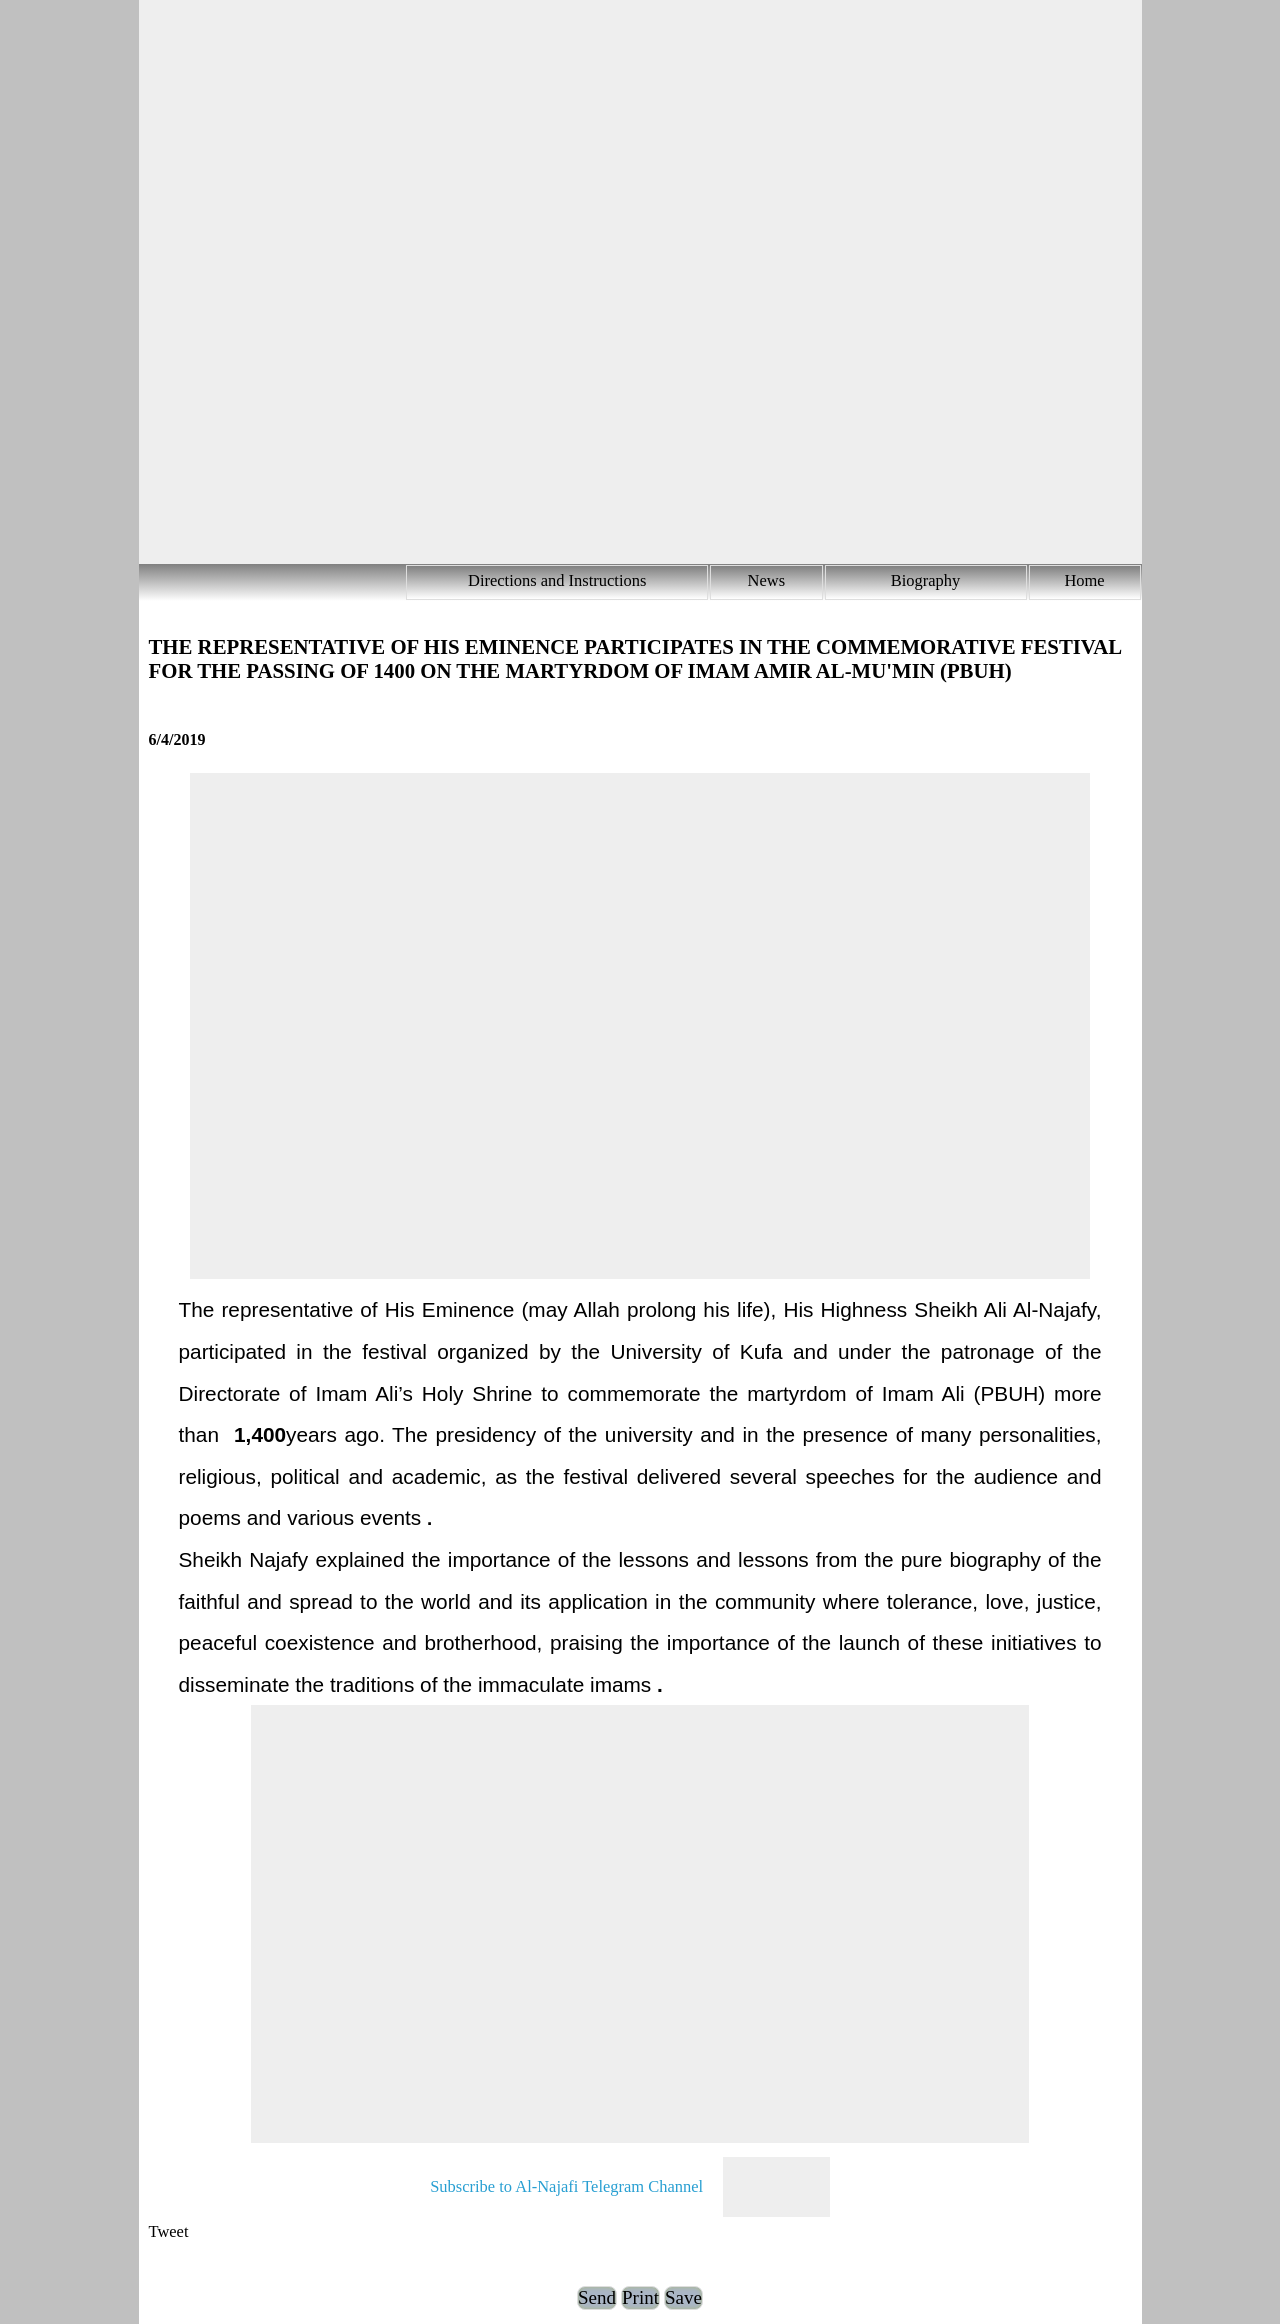 Directions and Instructions News Biography Home
THE REPRESENTATIVE OF HIS EMINENCE PARTICIPATES IN THE COMMEMORATIVE FESTIVAL
FOR THE PASSING OF 1400 ON THE MARTYRDOM OF IMAM AMIR AL-MU'MIN (PBUH)
6/4/2019
The representative of His Eminence (may Allah prolong his life), His Highness Sheikh Ali Al-Najafy,
participated in the festival organized by the University of Kufa and under the patronage of the
Directorate of Imam Ali’s Holy Shrine to commemorate the martyrdom of Imam Ali (PBUH) more
than 1,400years ago. The presidency of the university and in the presence of many personalities,
religious, political and academic, as the festival delivered several speeches for the audience and
poems and various events .
Sheikh Najafy explained the importance of the lessons and lessons from the pure biography of the
faithful and spread to the world and its application in the community where tolerance, love, justice,
peaceful coexistence and brotherhood, praising the importance of the launch of these initiatives to
disseminate the traditions of the immaculate imams .
Subscribe to Al-Najafi Telegram Channel
Tweet
Send Print Save